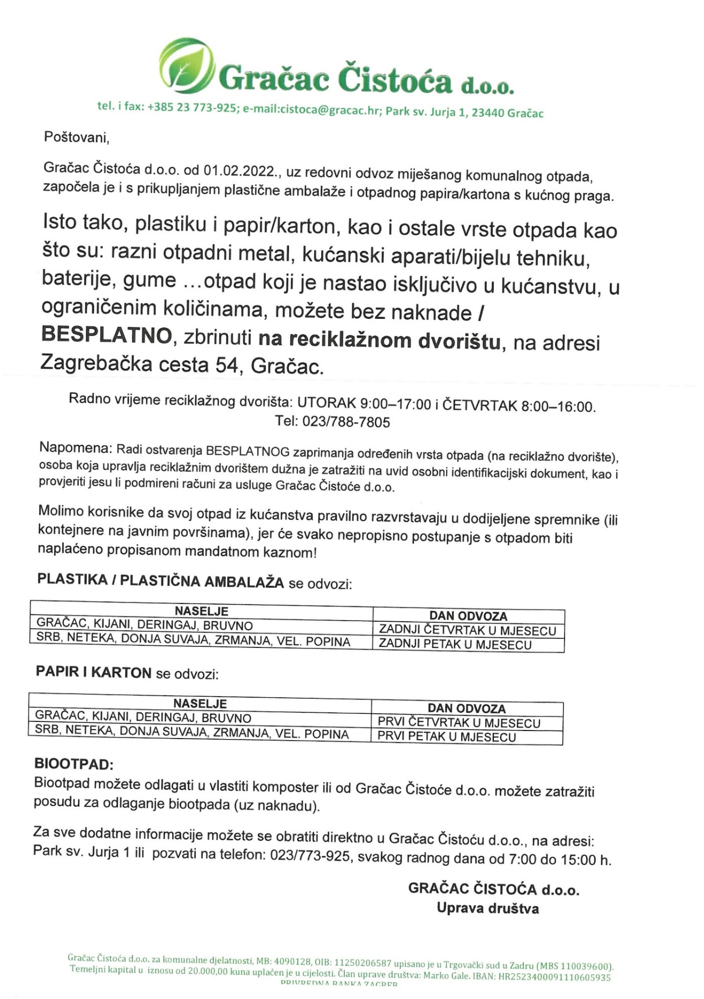 Gračac Čistoća d.o.o.
tel. i fax: +385 23 773-925; e-mail:cistoca@gracac.hr; Park sv. Jurja 1, 23440 Gračac
Poštovani,
Gračac Čistoća d.o.o. od 01.02.2022., uz redovni odvoz miješanog komunalnog otpada,
započela je i s prikupljanjem plastične ambalaže i otpadnog papira/kartona s kućnog praga.
Isto tako, plastiku i papir/karton, kao i ostale vrste otpada kao
što su: razni otpadni metal, kućanski aparati/bijelu tehniku,
baterije, gume ...otpad koji je nastao isključivo u kućanstvu, u
ograničenim količinama, možete bez naknade /
BESPLATNO, zbrinuti na reciklažnom dvorištu, na adresi
Zagrebačka cesta 54, Gračac.
Radno vrijeme reciklažnog dvorišta: UTORAK 9:00–17:00 i ČETVRTAK 8:00–16:00.
Tel: 023/788-7805
Napomena: Radi ostvarenja BESPLATNOG zaprimanja određenih vrsta otpada (na reciklažno dvorište),
osoba koja upravlja reciklažnim dvorištem dužna je zatražiti na uvid osobni identifikacijski dokument, kao i
provjeriti jesu li podmireni računi za usluge Gračac Čistoće d.o.o.
Molimo korisnike da svoj otpad iz kućanstva pravilno razvrstavaju u dodijeljene spremnike (ili
kontejnere na javnim površinama), jer će svako nepropisno postupanje s otpadom biti
naplaćeno propisanom mandatnom kaznom!
PLASTIKA / PLASTIČNA AMBALAŽA se odvozi:
NASELJE DAN ODVOZA
GRAČAC, KIJANI, DERINGAJ, BRUVNO ZADNJI ČETVRTAK U MJESECU
SRB, NETEKA, DONJA SUVAJA, ZRMANJA, VEL. POPINA ZADNJI PETAK U MJESECU
PAPIR I KARTON se odvozi:
NASELJE DAN ODVOZA
GRAČAC, KIJANI, DERINGAJ, BRUVNO PRVI ČETVRTAK U MJESECU
SRB, NETEKA, DONJA SUVAJA, ZRMANJA, VEL. POPINA PRVI PETAK U MJESECU
BIOOTPAD:
Biootpad možete odlagati u vlastiti komposter ili od Gračac Čistoće d.o.o. možete zatražiti
posudu za odlaganje biootpada (uz naknadu).
Za sve dodatne informacije možete se obratiti direktno u Gračac Čistoću d.o.o., na adresi:
Park sv. Jurja 1 ili pozvati na telefon: 023/773-925, svakog radnog dana od 7:00 do 15:00 h.
GRAČAC ČISTOĆA d.o.o.
Uprava društva
Gračac Čistoća d.o.o. za komunalne djelatnosti, MB: 4090128, OIB: 11250206587 upisano je u Trgovački sud u Zadru (MBS 110039600).
Temeljni kapital u iznosu od 20.000,00 kuna uplaćen je u cijelosti. Član uprave društva: Marko Gale. IBAN: HR2523400091110605935
PRIVREDNA BANKA ZAGREB